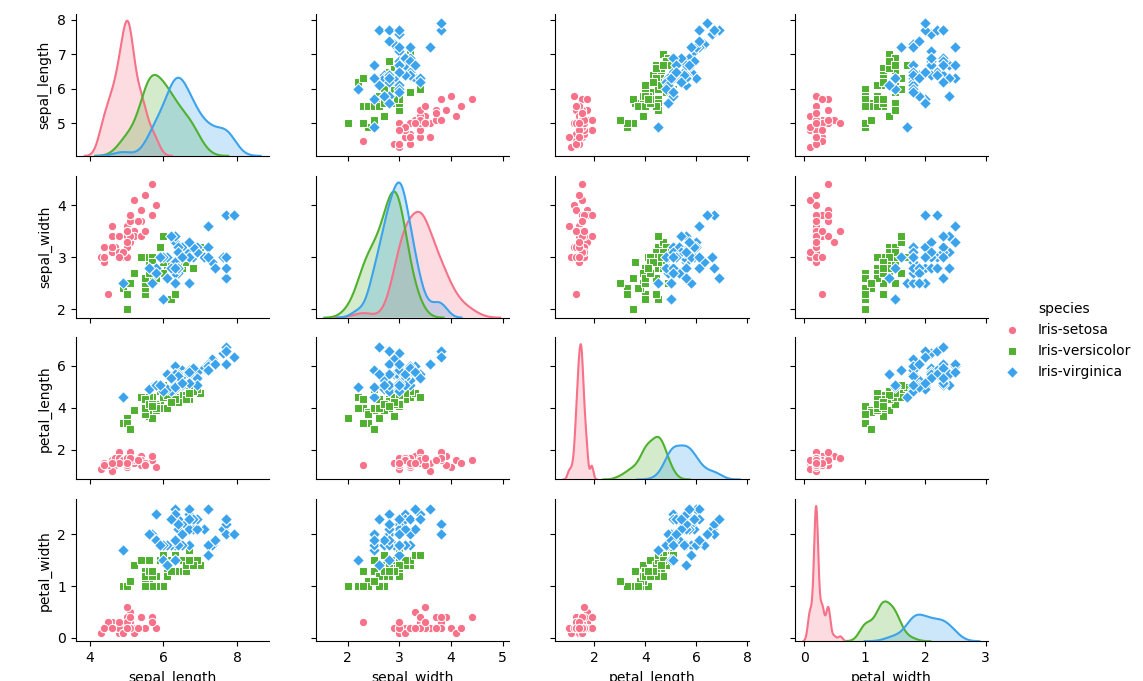 8
7
6
5
sepal_length
4
3
2
sepal_width
6
4
2
petal_length
2
1
0
petal_width
4 6 8
2 3 4 5
2 4 6 8
0 1 2 3
sepal_length
sepal_width
petal_length
petal_width
species
Iris-setosa
Iris-versicolor
Iris-virginica